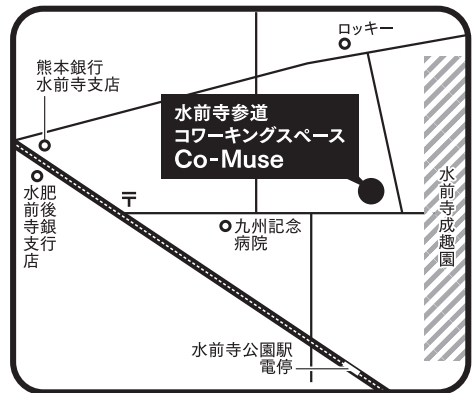 ロッキー
熊本銀行
水前寺支店
水前寺参道
コワーキングスペース
Co-Muse
肥後銀行
水前寺支店
〒
九州記念
病院
水前寺成趣園
水前寺公園駅
電停